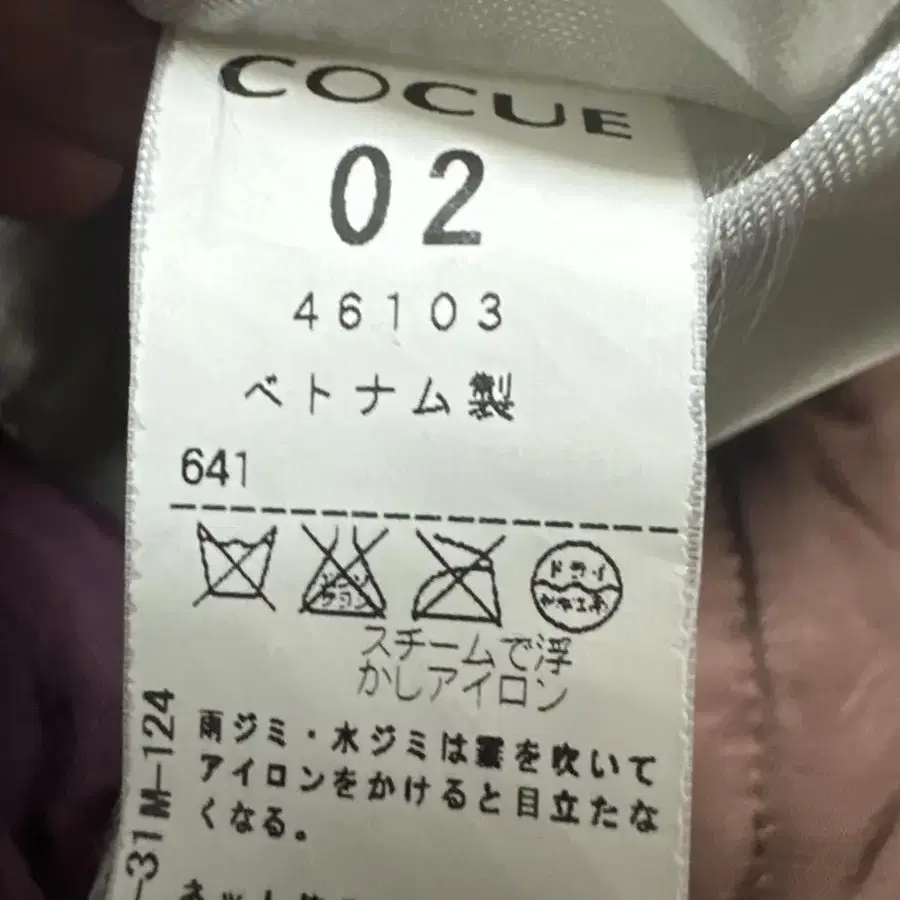 COCUE
02
46103
ベトナム製
641
ドライ
スチームで浮
かしアイロン
雨ジミ・水ジミは霧を吹いて
アイロンをかけると目立たな
くなる。
-31M-124